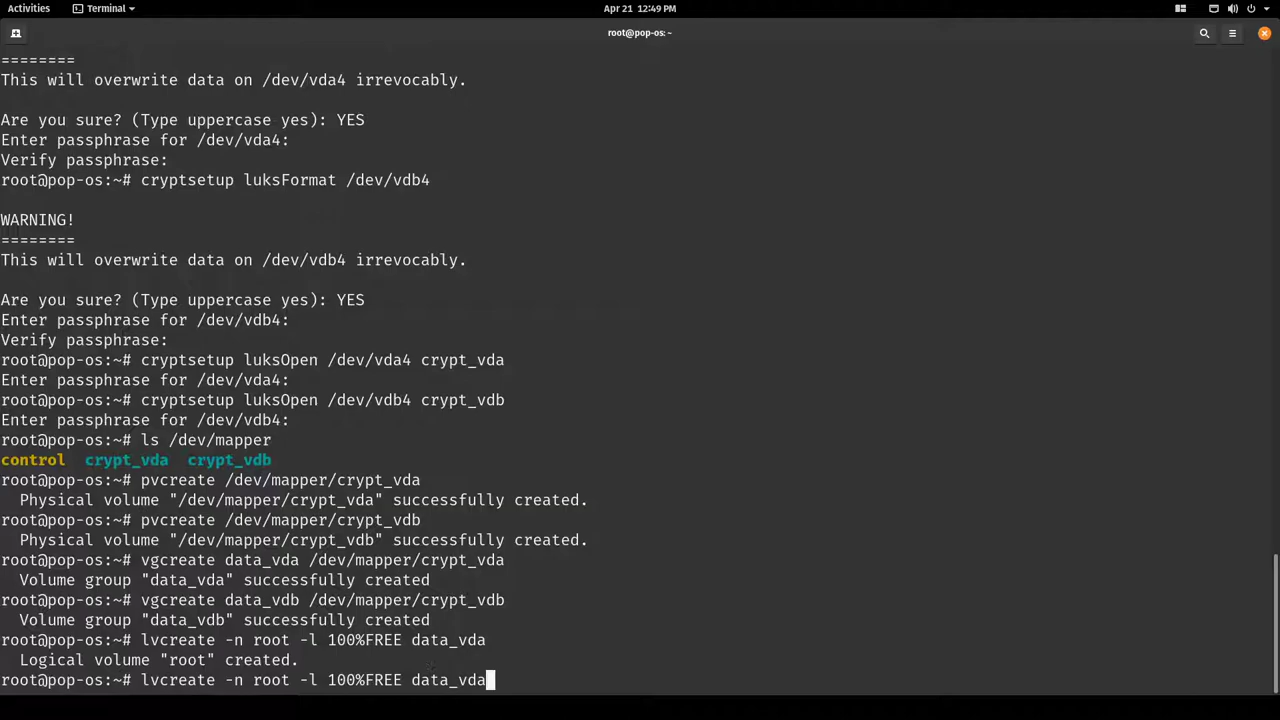 Activities Terminal Apr 21 12:49 PM
root@pop-os: ~
========
This will overwrite data on /dev/vda4 irrevocably.
Are you sure? (Type uppercase yes): YES
Enter passphrase for /dev/vda4:
Verify passphrase:
root@pop-os:~# cryptsetup luksFormat /dev/vdb4
WARNING!
========
This will overwrite data on /dev/vdb4 irrevocably.
Are you sure? (Type uppercase yes): YES
Enter passphrase for /dev/vdb4:
Verify passphrase:
root@pop-os:~# cryptsetup luksOpen /dev/vda4 crypt_vda
Enter passphrase for /dev/vda4:
root@pop-os:~# cryptsetup luksOpen /dev/vdb4 crypt_vdb
Enter passphrase for /dev/vdb4:
root@pop-os:~# ls /dev/mapper
control  crypt_vda  crypt_vdb
root@pop-os:~# pvcreate /dev/mapper/crypt_vda
  Physical volume "/dev/mapper/crypt_vda" successfully created.
root@pop-os:~# pvcreate /dev/mapper/crypt_vdb
  Physical volume "/dev/mapper/crypt_vdb" successfully created.
root@pop-os:~# vgcreate data_vda /dev/mapper/crypt_vda
  Volume group "data_vda" successfully created
root@pop-os:~# vgcreate data_vdb /dev/mapper/crypt_vdb
  Volume group "data_vdb" successfully created
root@pop-os:~# lvcreate -n root -l 100%FREE data_vda
  Logical volume "root" created.
root@pop-os:~# lvcreate -n root -l 100%FREE data_vda